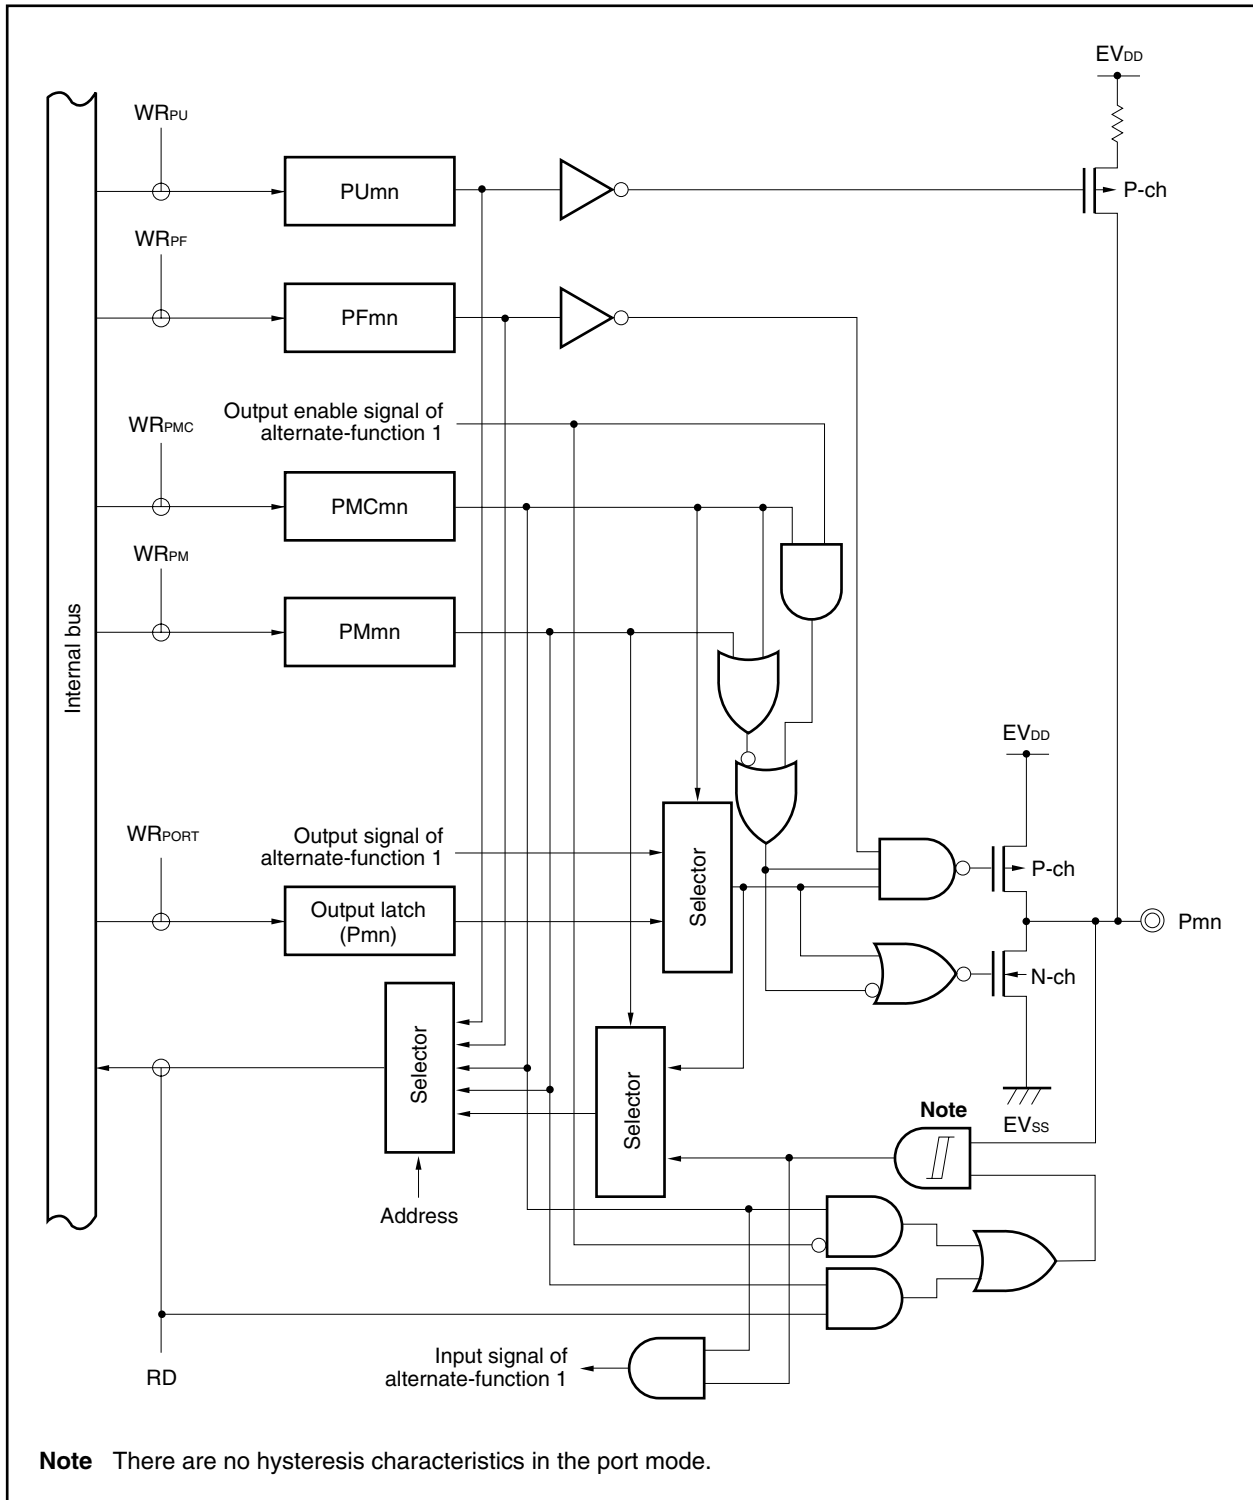 EVDD
WRPU
PUmn
P-ch
WRPF
PFmn
Output enable signal of
alternate-function 1
WRPMC
PMCmn
WRPM
PMmn
Internal bus
EVDD
WRPORT
Output signal of
alternate-function 1
Selector
P-ch
Output latch
(Pmn)
Pmn
N-ch
Selector
Selector
Note
EVSS
Address
Input signal of
alternate-function 1
RD
Note There are no hysteresis characteristics in the port mode.